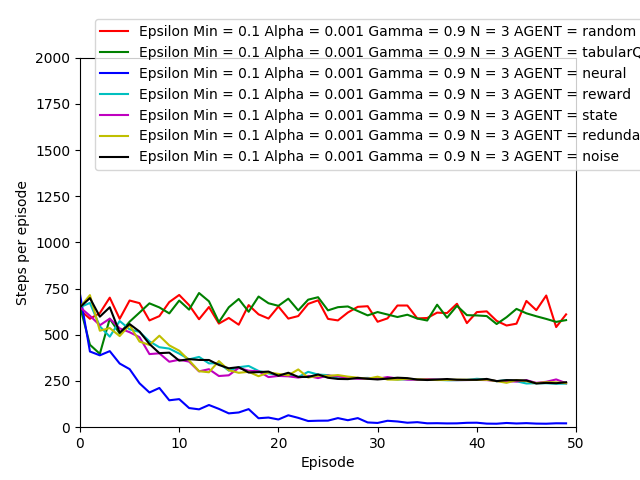 Epsilon Min = 0.1 Alpha = 0.001 Gamma = 0.9 N = 3 AGENT = random
Epsilon Min = 0.1 Alpha = 0.001 Gamma = 0.9 N = 3 AGENT = tabularQ
Epsilon Min = 0.1 Alpha = 0.001 Gamma = 0.9 N = 3 AGENT = neural
Epsilon Min = 0.1 Alpha = 0.001 Gamma = 0.9 N = 3 AGENT = reward
Epsilon Min = 0.1 Alpha = 0.001 Gamma = 0.9 N = 3 AGENT = state
Epsilon Min = 0.1 Alpha = 0.001 Gamma = 0.9 N = 3 AGENT = redunda
Epsilon Min = 0.1 Alpha = 0.001 Gamma = 0.9 N = 3 AGENT = noise
2000
1750
1500
1250
1000
750
500
250
0
Steps per episode
0 10 20 30 40 50
Episode